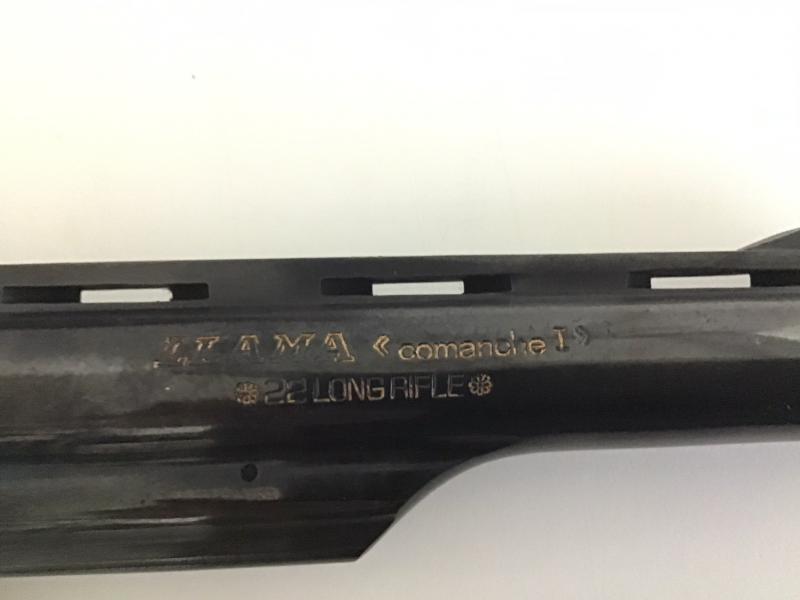 LLAMA « comanche I »
22 LONG RIFLE